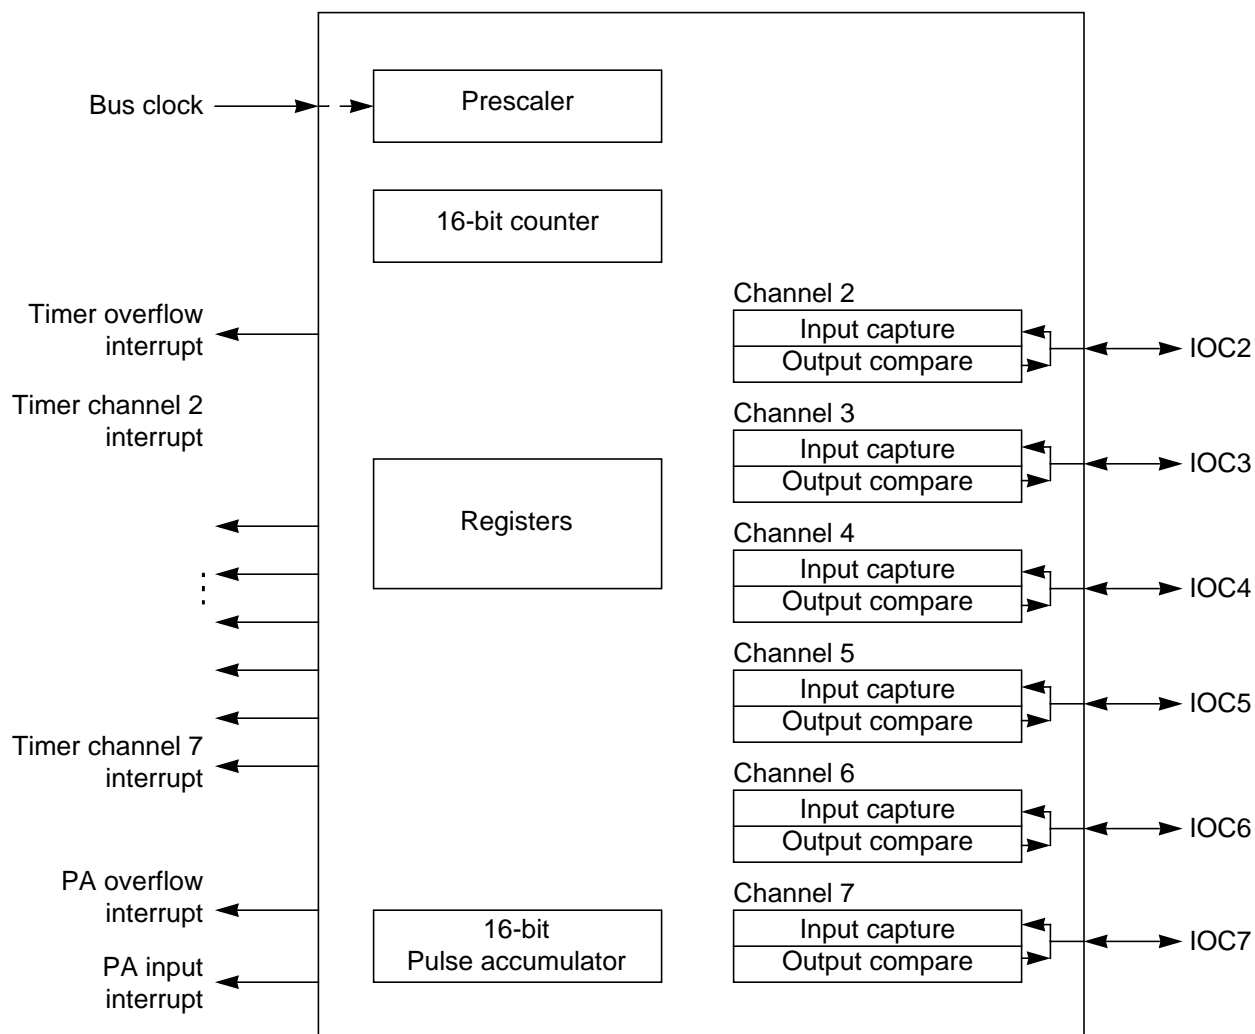 Bus clock
Prescaler
16-bit counter
Timer overflow
interrupt
Timer channel 2
interrupt
Registers
Timer channel 7
interrupt
PA overflow
interrupt
PA input
interrupt
16-bit
Pulse accumulator
Channel 2
Input capture
Output compare
IOC2
Channel 3
Input capture
Output compare
IOC3
Channel 4
Input capture
Output compare
IOC4
Channel 5
Input capture
Output compare
IOC5
Channel 6
Input capture
Output compare
IOC6
Channel 7
Input capture
Output compare
IOC7